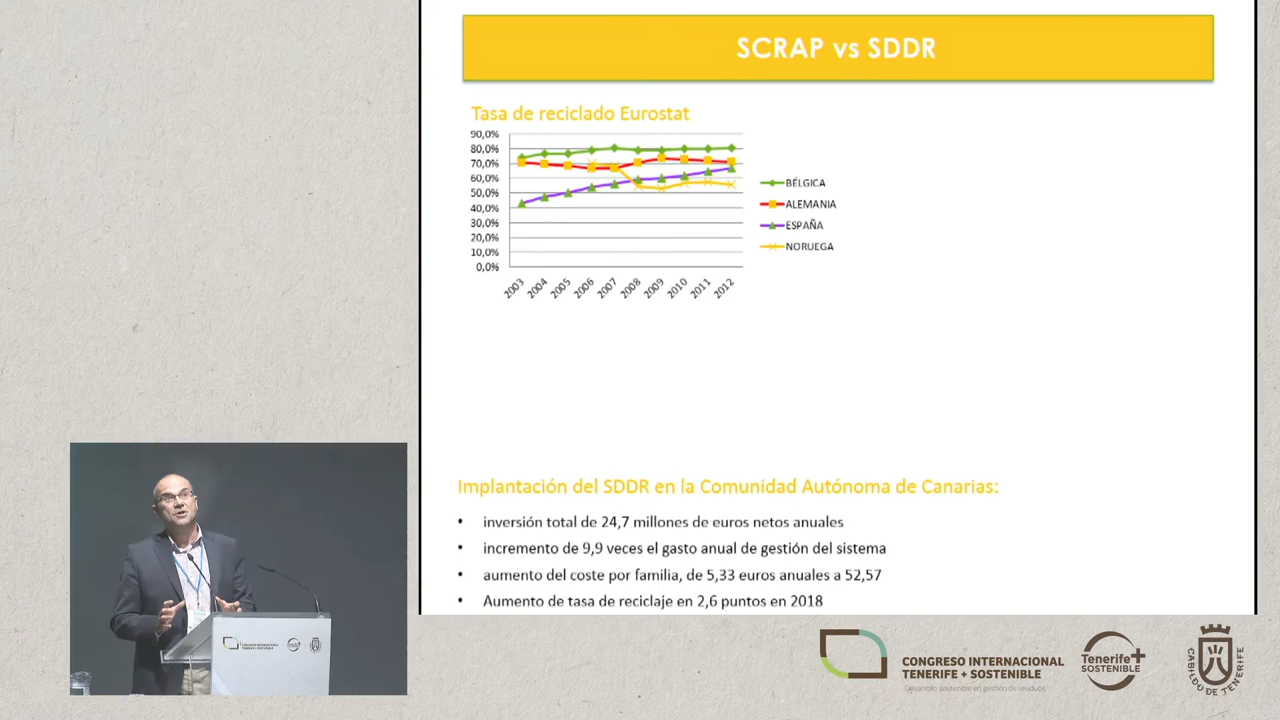 SCRAP vs SDDR
Tasa de reciclado Eurostat
90,0%
80,0%
70,0%
60,0%
50,0%
40,0%
30,0%
20,0%
10,0%
0,0%
2003 2004 2005 2006 2007 2008 2009 2010 2011 2012
BÉLGICA
ALEMANIA
ESPAÑA
NORUEGA
Implantación del SDDR en la Comunidad Autónoma de Canarias:
• inversión total de 24,7 millones de euros netos anuales
• incremento de 9,9 veces el gasto anual de gestión del sistema
• aumento del coste por familia, de 5,33 euros anuales a 52,57
• Aumento de tasa de reciclaje en 2,6 puntos en 2018
CONGRESO INTERNACIONAL
TENERIFE + SOSTENIBLE
CONGRESO INTERNACIONAL
TENERIFE + SOSTENIBLE
Desarrollo sostenible en gestión de residuos
Tenerife+
SOSTENIBLE
CABILDO DE TENERIFE